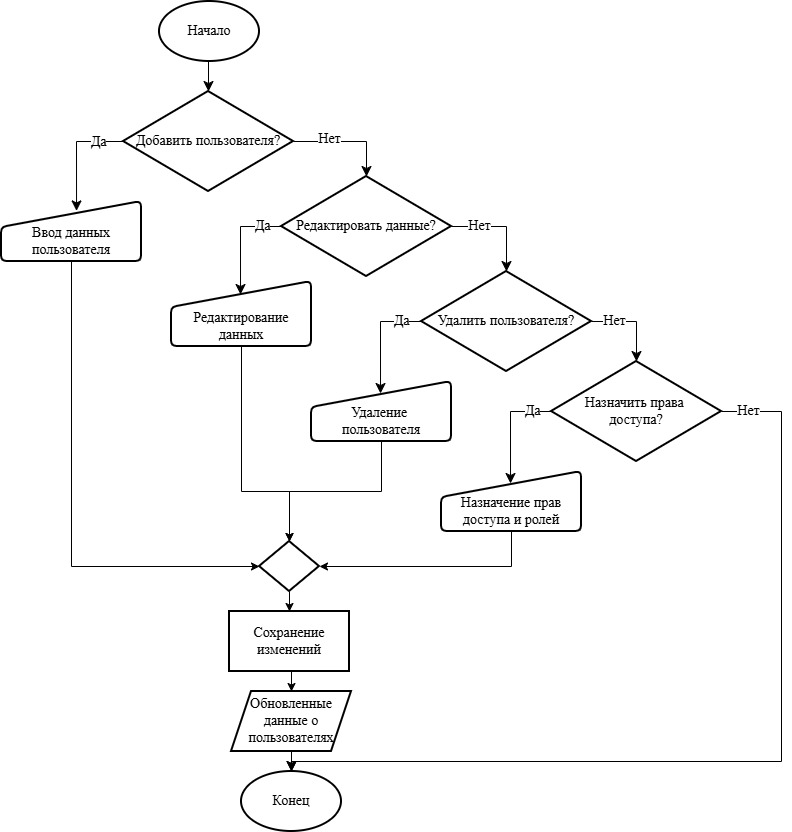 Начало
Да
Добавить пользователя?
Нет
Ввод данных
пользователя
Да
Редактировать данные?
Нет
Редактирование
данных
Да
Удалить пользователя?
Нет
Удаление
пользователя
Да
Назначить права
доступа?
Нет
Назначение прав
доступа и ролей
Сохранение
изменений
Обновленные
данные о
пользователях
Конец